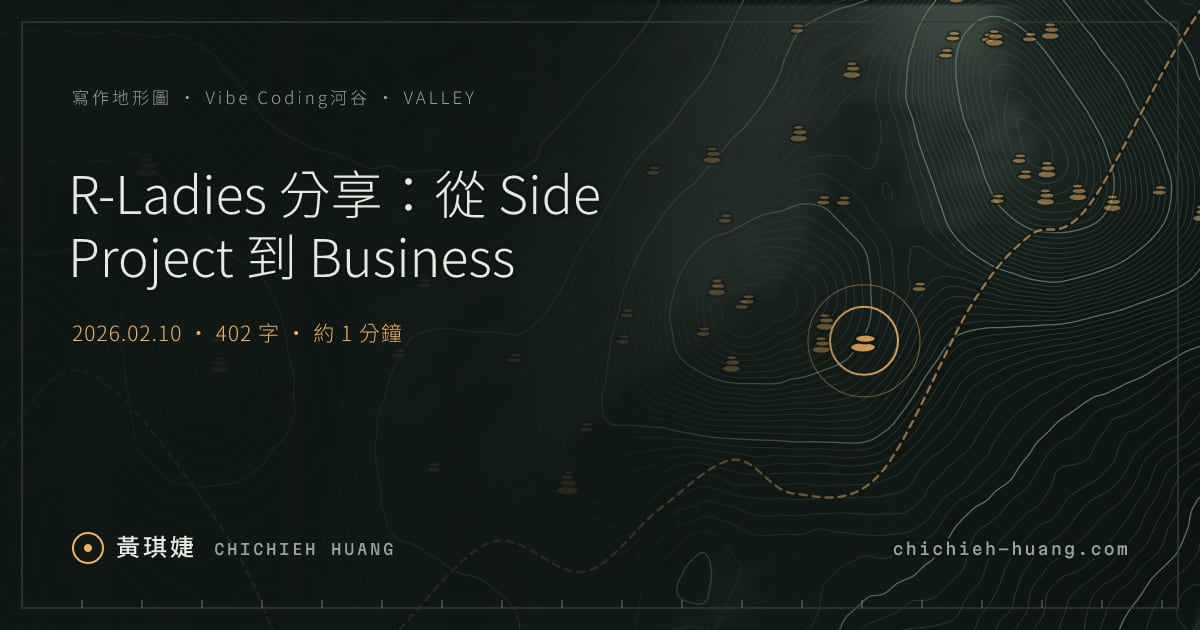 寫作地形圖 · Vibe Coding河谷 · VALLEY
R-Ladies 分享：從 Side
Project 到 Business
2026.02.10 · 402 字 · 約 1 分鐘
黃琪婕 CHICHIEH HUANG
chichieh-huang.com